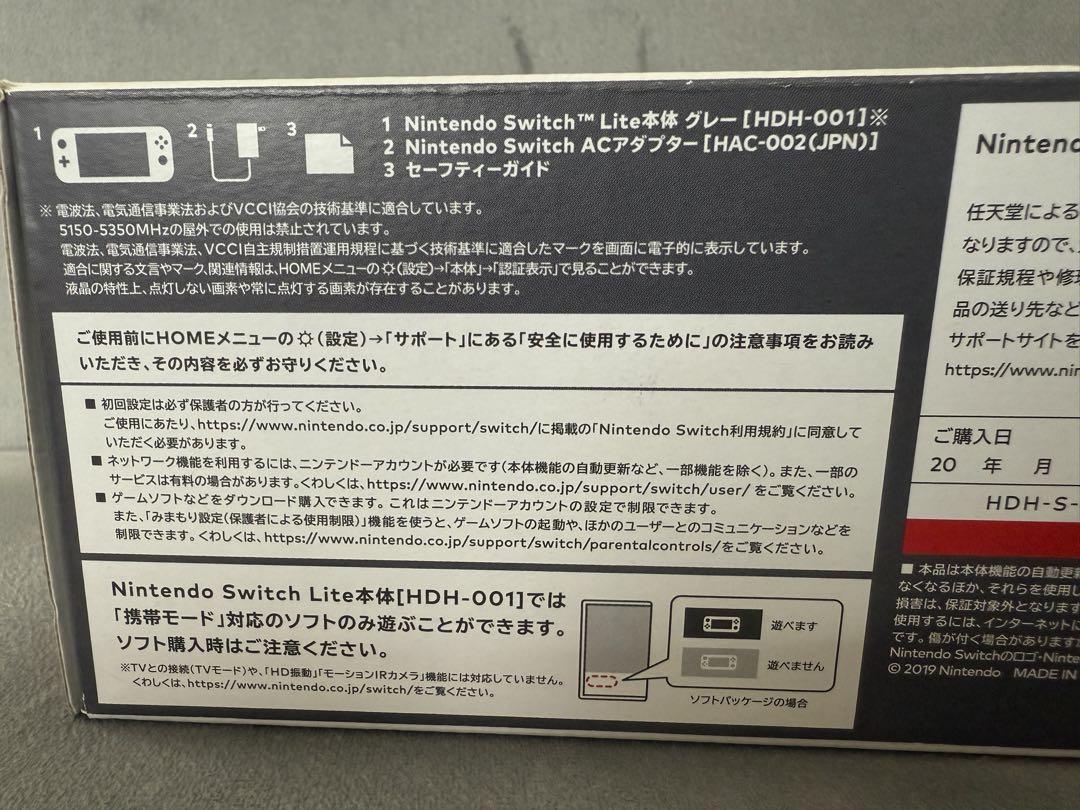 1 2 3
1 Nintendo Switch™ Lite本体 グレー[HDH-001]※
2 Nintendo Switch ACアダプター[HAC-002(JPN)]
3 セーフティーガイド
※ 電波法、電気通信事業法およびVCCI協会の技術基準に適合しています。
5150-5350MHzの屋外での使用は禁止されています。
電波法、電気通信事業法、VCCI自主規制措置運用規程に基づく技術基準に適合したマークを画面に電子的に表示しています。
適合に関する文言やマーク、関連情報は、HOMEメニューの(設定)→「本体」→「認証表示」で見ることができます。
液晶の特性上、点灯しない画素や常に点灯する画素が存在することがあります。
ご使用前にHOMEメニューの(設定)→「サポート」にある「安全に使用するために」の注意事項をお読み
いただき、その内容を必ずお守りください。
■ 初回設定は必ず保護者の方が行ってください。
ご使用にあたり、https://www.nintendo.co.jp/support/switch/に掲載の「Nintendo Switch利用規約」に同意して
いただく必要があります。
■ ネットワーク機能を利用するには、ニンテンドーアカウントが必要です(本体機能の自動更新など、一部機能を除く)。また、一部の
サービスは有料の場合があります。くわしくは、https://www.nintendo.co.jp/support/switch/user/ をご覧ください。
■ ゲームソフトなどをダウンロード購入できます。これはニンテンドーアカウントの設定で制限できます。
また、「みまもり設定(保護者による使用制限)」機能を使うと、ゲームソフトの起動や、ほかのユーザーとのコミュニケーションなどを
制限できます。くわしくは、https://www.nintendo.co.jp/support/switch/parentalcontrols/をご覧ください。
Nintendo Switch Lite本体[HDH-001]では
「携帯モード」対応のソフトのみ遊ぶことができます。
ソフト購入時はご注意ください。
※TVとの接続(TVモード)や、「HD振動」「モーションIRカメラ」機能には対応していません。
くわしくは、https://www.nintendo.co.jp/switch/をご覧ください。
遊べます
遊べません
ソフトパッケージの場合
Ninten
任天堂による
なりますので、
保証規程や修
品の送り先など
サポートサイトを
https://www.nin
ご購入日
20 年 月
HDH-S-
■ 本品は本体機能の自動更新
なくなるほか、それらを使用し
損害は、保証対象外となります
使用するには、インターネットに
です。傷が付く場合があります
Nintendo Switchのロゴ・Ninte
© 2019 Nintendo MADE IN